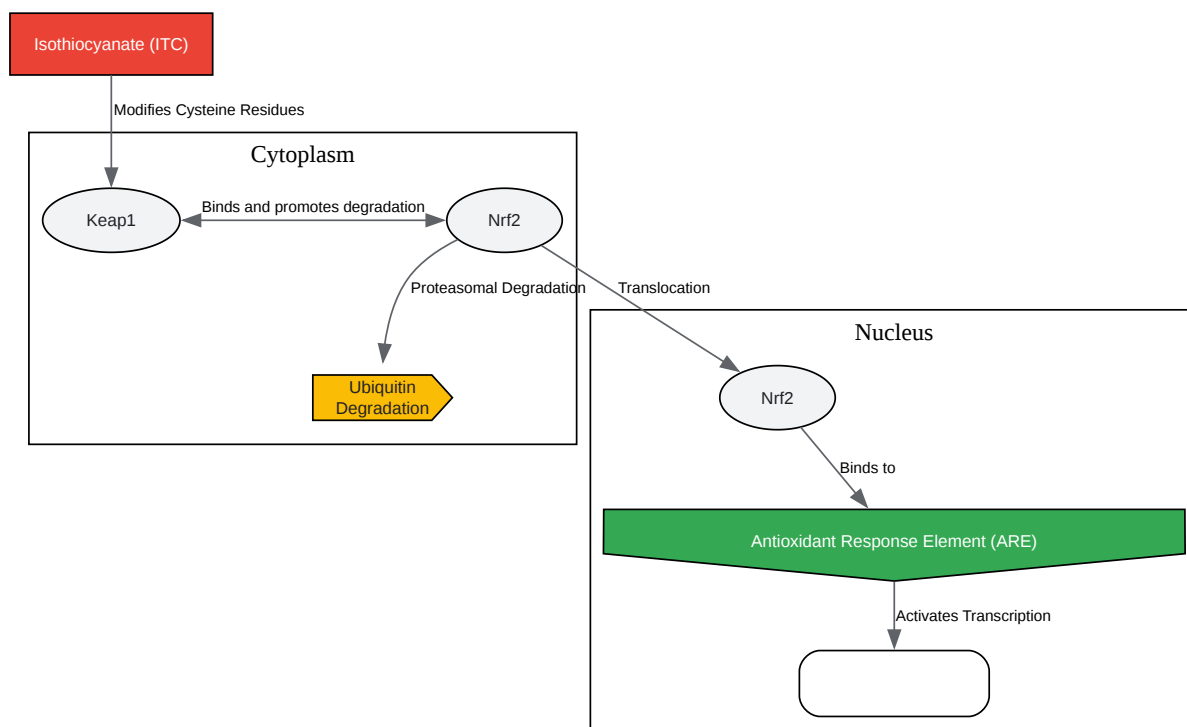 Isothiocyanate (ITC)
Modifies Cysteine Residues
Cytoplasm
Keap1
Binds and promotes degradation
Nrf2
Proteasomal Degradation
Translocation
Ubiquitin
Degradation
Nucleus
Nrf2
Binds to
Antioxidant Response Element (ARE)
Activates Transcription